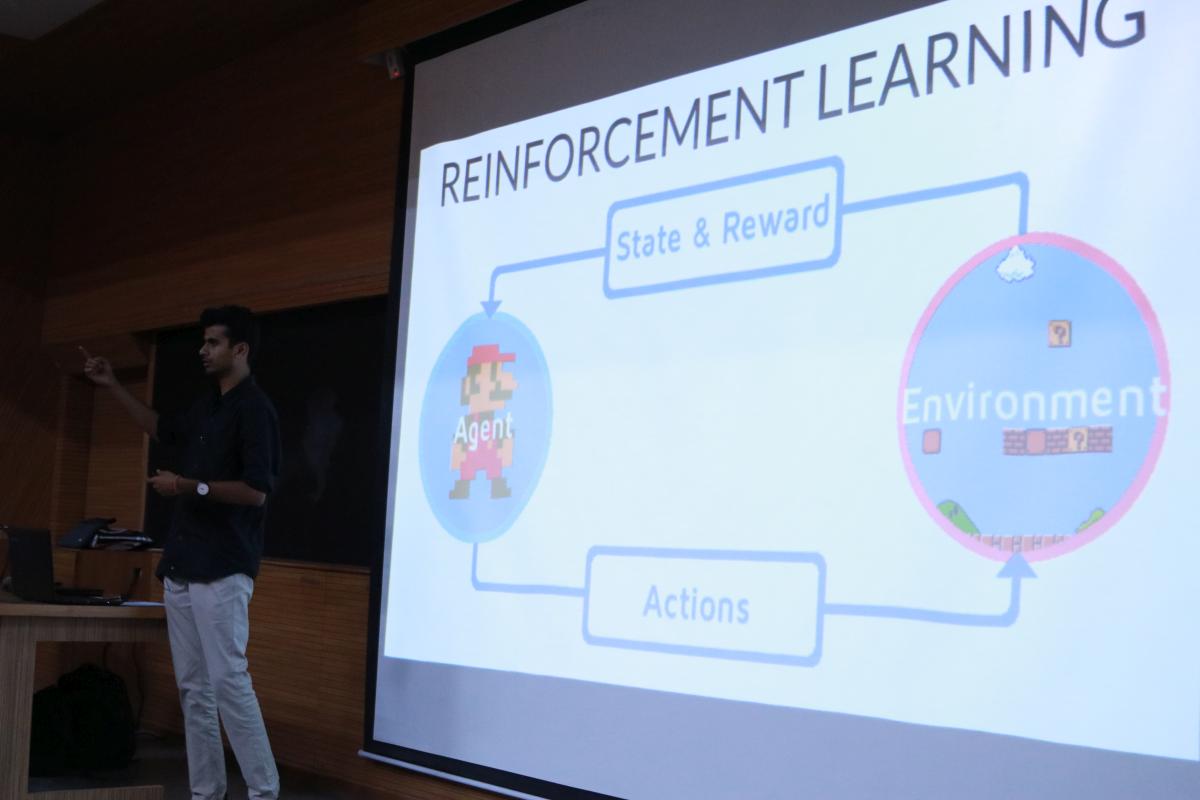 REINFORCEMENT LEARNING
State & Reward
Agent
Environment
?
?
Actions